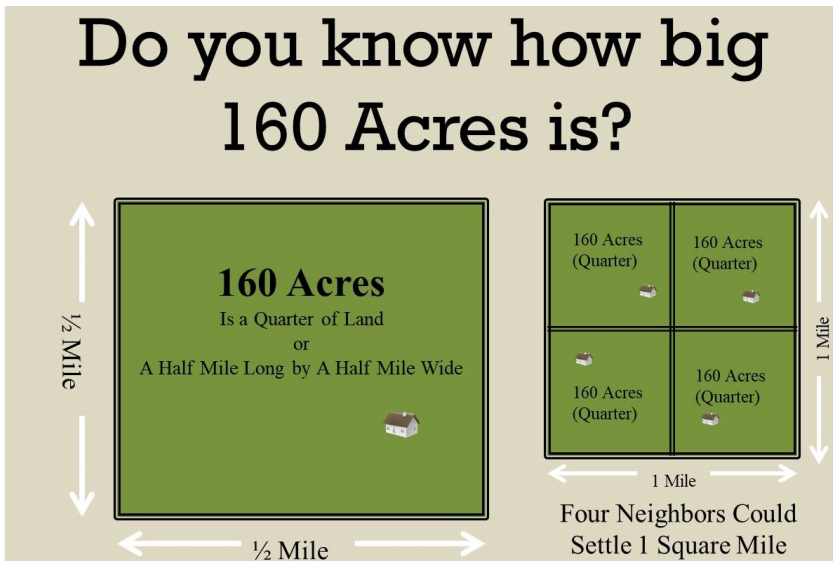 Do you know how big
160 Acres is?
½ Mile
160 Acres
Is a Quarter of Land
or
A Half Mile Long by A Half Mile Wide
½ Mile
160 Acres
(Quarter)
160 Acres
(Quarter)
160 Acres
(Quarter)
160 Acres
(Quarter)
1 Mile
1 Mile
Four Neighbors Could
Settle 1 Square Mile